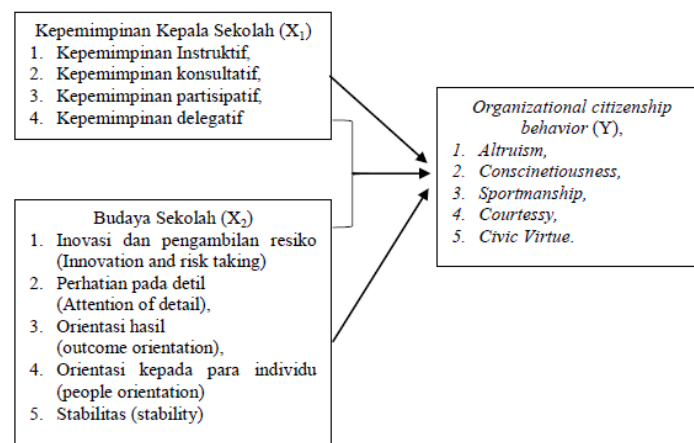 Kepemimpinan Kepala Sekolah (X₁)
1. Kepemimpinan Instruktif,
2. Kepemimpinan konsultatif,
3. Kepemimpinan partisipatif,
4. Kepemimpinan delegatif
Organizational citizenship
behavior (Y),
1. Altruism,
2. Conscinetiousness,
3. Sportmanship,
4. Courtessy,
5. Civic Virtue.
Budaya Sekolah (X₂)
1. Inovasi dan pengambilan resiko
(Innovation and risk taking)
2. Perhatian pada detil
(Attention of detail),
3. Orientasi hasil
(outcome orientation),
4. Orientasi kepada para individu
(people orientation)
5. Stabilitas (stability)